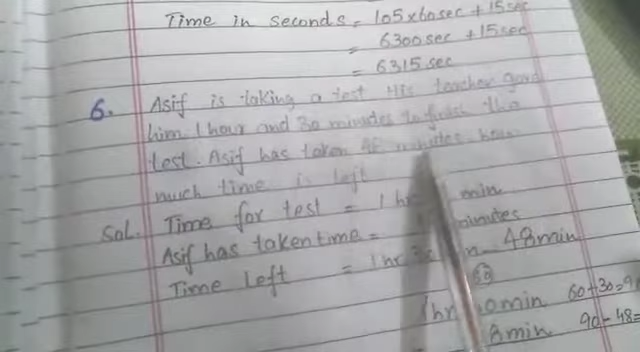 Time in seconds = 105 x 60 sec + 15 sec
= 6300 sec + 15 sec
= 6315 sec
6. Asif is taking a test His teacher gave
him 1 hour and 30 minutes to finish the
test. Asif has taken 48 minutes. how
much time is left
Sol. Time for test = 1 hr min
Asif has taken time = minutes
Time Left = 1 hr 48 min
60
1 hr min 60+30=
8 min 90-48=